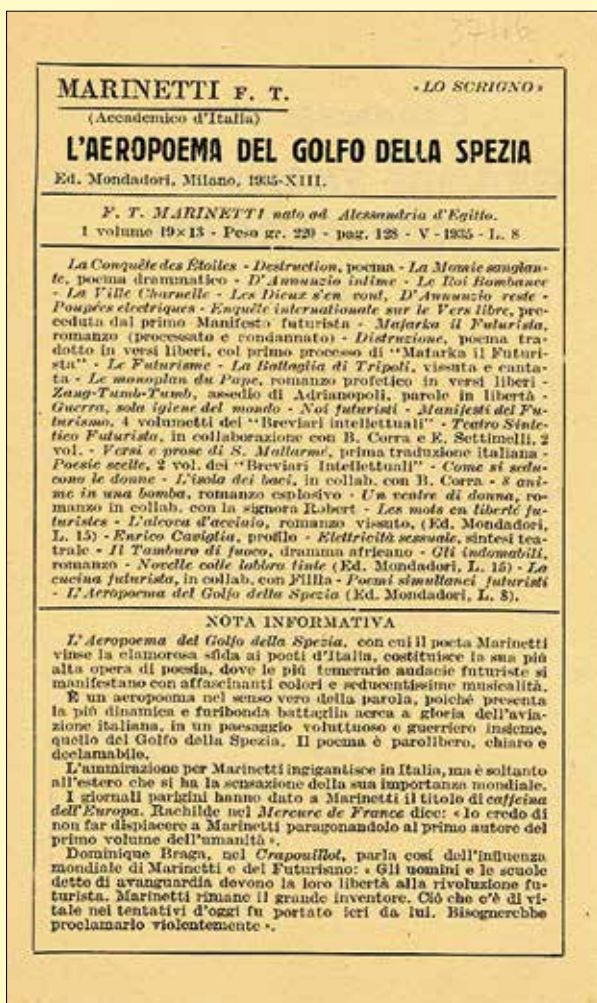 MARINETTI F. T.
« LO SCRIGNO »
(Accademico d'Italia)
L'AEROPOEMA DEL GOLFO DELLA SPEZIA
Ed. Mondadori, Milano, 1935-XIII.
F. T. MARINETTI nato ad Alessandria d'Egitto.
1 volume 19×13 - Peso gr. 220 - pag. 128 - V - 1935 - L. 8
La Conquête des Étoiles - Destruction, poema - La Momie sanglan-
te, poema drammatico - D'Annunzio intime - Le Roi Bombance
- La Ville Charnelle - Les Dieux s'en vont, D'Annunzio reste -
Poupées électriques - Enquête internationale sur le Vers libre, pre-
ceduta dal primo Manifesto futurista - Mafarka il Futurista,
romanzo (processato e condannato) - Distruzione, poema tra-
dotto in versi liberi, col primo processo di "Mafarka il Futuri-
sta" - Le Futurisme - La Battaglia di Tripoli, vissuta e canta-
ta - Le monoplan du Pape, romanzo profetico in versi liberi -
Zang-Tumb-Tumb, assedio di Adrianopoli, parole in libertà -
Guerra, sola igiene del mondo - Noi futuristi - Manifesti del Fu-
turismo, 4 volumetti dei "Breviari intellettuali" - Teatro Sinte-
tico Futurista, in collaborazione con B. Corra e E. Settimelli, 2
vol. - Versi e prose di S. Mallarmé, prima traduzione italiana -
Poesie scelte, 2 vol. dei "Breviari Intellettuali" - Come si sedu-
cono le donne - L'isola dei baci, in collab. con B. Corra - 8 ani-
me in una bomba, romanzo esplosivo - Un ventre di donna, ro-
manzo in collab. con la signora Robert - Les mots en liberté fu-
turistes - L'alcova d'acciaio, romanzo vissuto, (Ed. Mondadori,
L. 15) - Enrico Caviglia, profilo - Elettricità sessuale, sintesi tea-
trale - Il Tamburo di fuoco, dramma africano - Gli indomabili,
romanzo - Novelle colle labbra tinte (Ed. Mondadori, L. 15) - La
cucina futurista, in collab. con Fillia - Poemi simultanei futuristi
- L'Aeropoema del Golfo della Spezia (Ed. Mondadori, L. 8).
NOTA INFORMATIVA
L'Aeropoema del Golfo della Spezia, con cui il poeta Marinetti
vinse la clamorosa sfida ai poeti d'Italia, costituisce la sua più
alta opera di poesia, dove le più temerarie audacie futuriste si
manifestano con affascinanti colori e seducentissime musicalità.
È un aeropoema nel senso vero della parola, poichè presenta
la più dinamica e furibonda battaglia aerea a gloria dell'avia-
zione italiana, in un paesaggio voluttuoso e guerriero insieme,
quello del Golfo della Spezia. Il poema è parolibero, chiaro e
declamabile.
L'ammirazione per Marinetti ingigantisce in Italia, ma è soltanto
all'estero che si ha la sensazione della sua importanza mondiale.
I giornali parigini hanno dato a Marinetti il titolo di caffeina
dell'Europa. Rachilde nel Mercure de France dice: « Io credo di
non far dispiacere a Marinetti paragonandolo al primo autore del
primo volume dell'umanità ».
Dominique Braga, nel Crapouillot, parla così dell'influenza
mondiale di Marinetti e del Futurismo: « Gli uomini e le scuole
dette di avanguardia devono la loro libertà alla rivoluzione fu-
turista. Marinetti rimane il grande inventore. Ciò che c'è di vi-
tale nei tentativi d'oggi fu portato ieri da lui. Bisognerebbe
proclamarlo violentemente ».